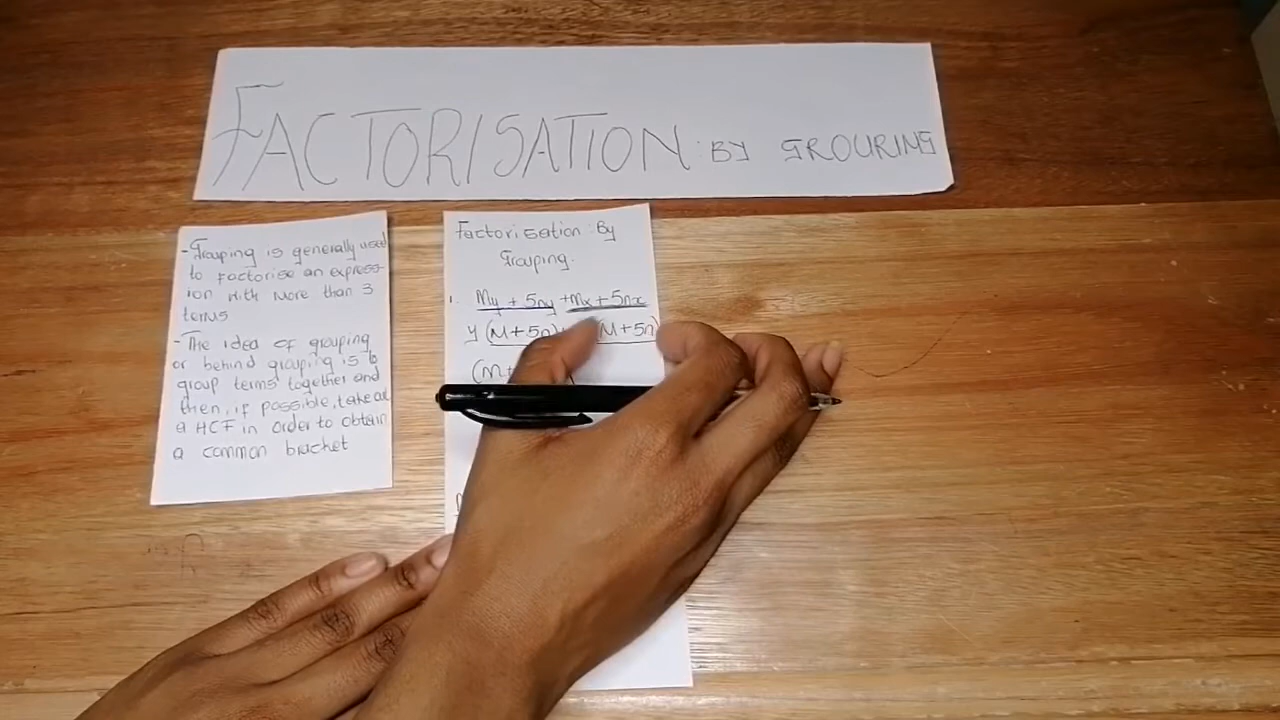 FACTORISATION: BY GROURING
- Grouping is generally used
to factorise an express-
ion with more than 3
terms
- The idea of grouping
or behind grouping is to
group terms together and
then, if possible, take out
a HCF in order to obtain
a common bracket
Factorisation: By
Grouping.
1. My + 5ny + mx + 5nx
y (M + 5n) (M + 5n)
(m +